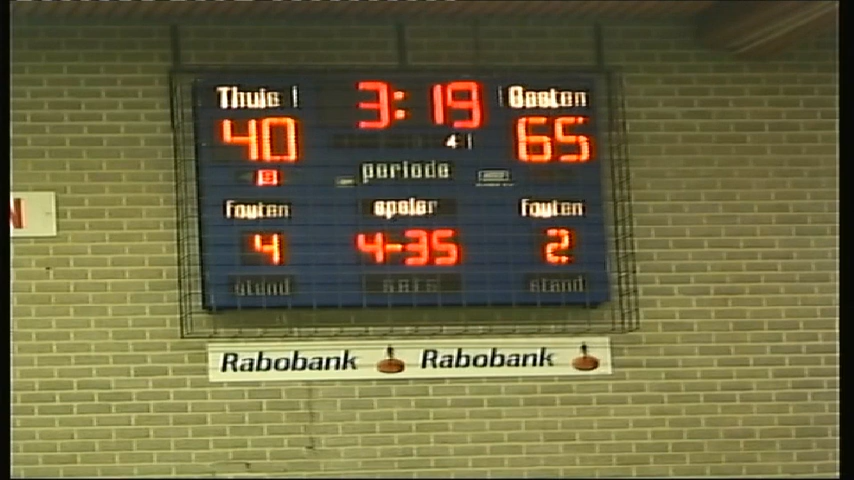 Thuis 3:19 Gasten
40 65
4
periode
fouten speler fouten
4 4-35 2
stand sets stand
Rabobank Rabobank
N